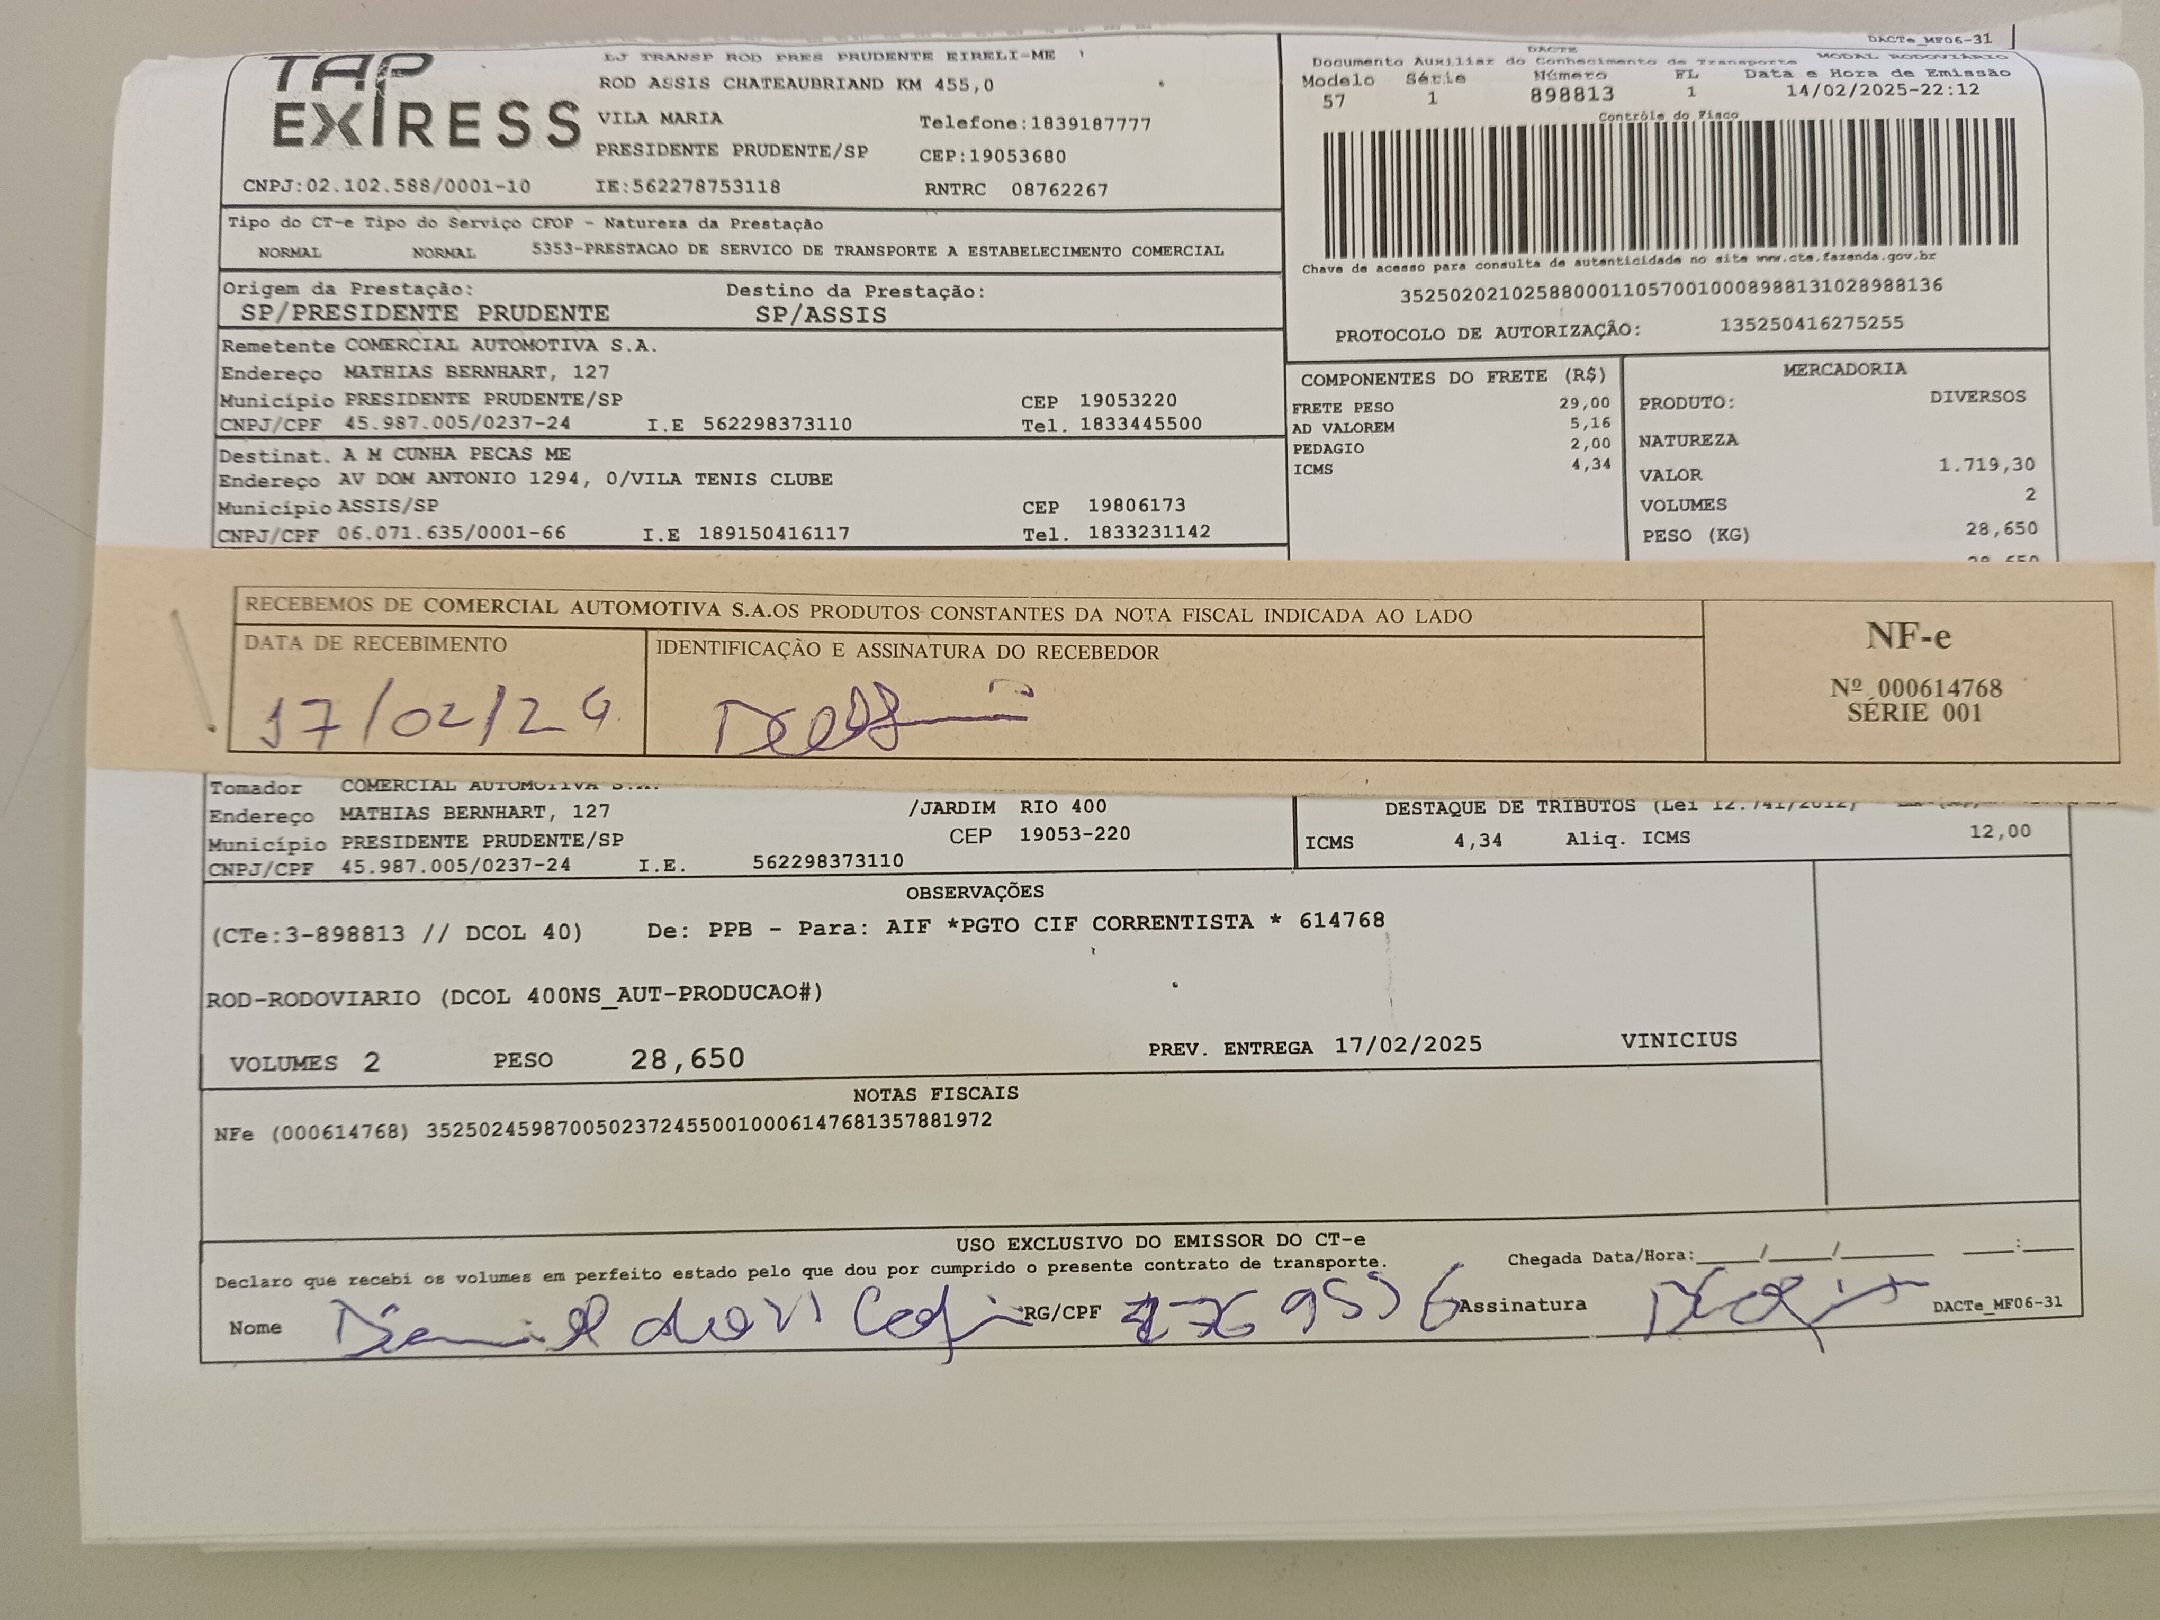 DACTe_MF06-31
TAP EXPRESS
LJ TRANSP ROD PRES PRUDENTE EIRELI-ME
ROD ASSIS CHATEAUBRIAND KM 455,0
VILA MARIA Telefone:1839187777
PRESIDENTE PRUDENTE/SP CEP:19053680
CNPJ:02.102.588/0001-10 IE:562278753118 RNTRC 08762267
DACTE
Documento Auxiliar do Conhecimento de Transporte MODAL RODOVIÁRIO
Modelo Série Número FL Data e Hora de Emissão
57 1 898813 1 14/02/2025-22:12
Contrôle do Fisco
Chave de acesso para consulta de autenticidade no site www.cte.fazenda.gov.br
35250202102588000110570010008988131028988136
PROTOCOLO DE AUTORIZAÇÃO: 135250416275255
Tipo do CT-e Tipo do Serviço CFOP - Natureza da Prestação
NORMAL NORMAL 5353-PRESTACAO DE SERVICO DE TRANSPORTE A ESTABELECIMENTO COMERCIAL
Origem da Prestação: Destino da Prestação:
SP/PRESIDENTE PRUDENTE SP/ASSIS
Remetente COMERCIAL AUTOMOTIVA S.A.
Endereço MATHIAS BERNHART, 127
Município PRESIDENTE PRUDENTE/SP CEP 19053220
CNPJ/CPF 45.987.005/0237-24 I.E 562298373110 Tel. 1833445500
Destinat. A M CUNHA PECAS ME
Endereço AV DOM ANTONIO 1294, 0/VILA TENIS CLUBE
Município ASSIS/SP CEP 19806173
CNPJ/CPF 06.071.635/0001-66 I.E 189150416117 Tel. 1833231142
COMPONENTES DO FRETE (R$)
FRETE PESO 29,00
AD VALOREM 5,16
PEDAGIO 2,00
ICMS 4,34
MERCADORIA
PRODUTO: DIVERSOS
NATUREZA
VALOR 1.719,30
VOLUMES 2
PESO (KG) 28,650
RECEBEMOS DE COMERCIAL AUTOMOTIVA S.A.OS PRODUTOS CONSTANTES DA NOTA FISCAL INDICADA AO LADO
DATA DE RECEBIMENTO IDENTIFICAÇÃO E ASSINATURA DO RECEBEDOR
17/02/2
NF-e
Nº 000614768
SÉRIE 001
Tomador COMERCIAL AUTOMOTIVA S.A.
Endereço MATHIAS BERNHART, 127 /JARDIM RIO 400
Município PRESIDENTE PRUDENTE/SP CEP 19053-220
CNPJ/CPF 45.987.005/0237-24 I.E. 562298373110
DESTAQUE DE TRIBUTOS (Lei 12.741/2012)
ICMS 4,34 Aliq. ICMS 12,00
OBSERVAÇÕES
(CTe:3-898813 // DCOL 40) De: PPB - Para: AIF *PGTO CIF CORRENTISTA * 614768
ROD-RODOVIARIO (DCOL 400NS_AUT-PRODUCAO#)
VOLUMES 2 PESO 28,650 PREV. ENTREGA 17/02/2025 VINICIUS
NOTAS FISCAIS
NFe (000614768) 35250245987005023724550010006147681357881972
USO EXCLUSIVO DO EMISSOR DO CT-e
Declaro que recebi os volumes em perfeito estado pelo que dou por cumprido o presente contrato de transporte. Chegada Data/Hora:____/____/______ ____:____
Nome RG/CPF Assinatura DACTe_MF06-31